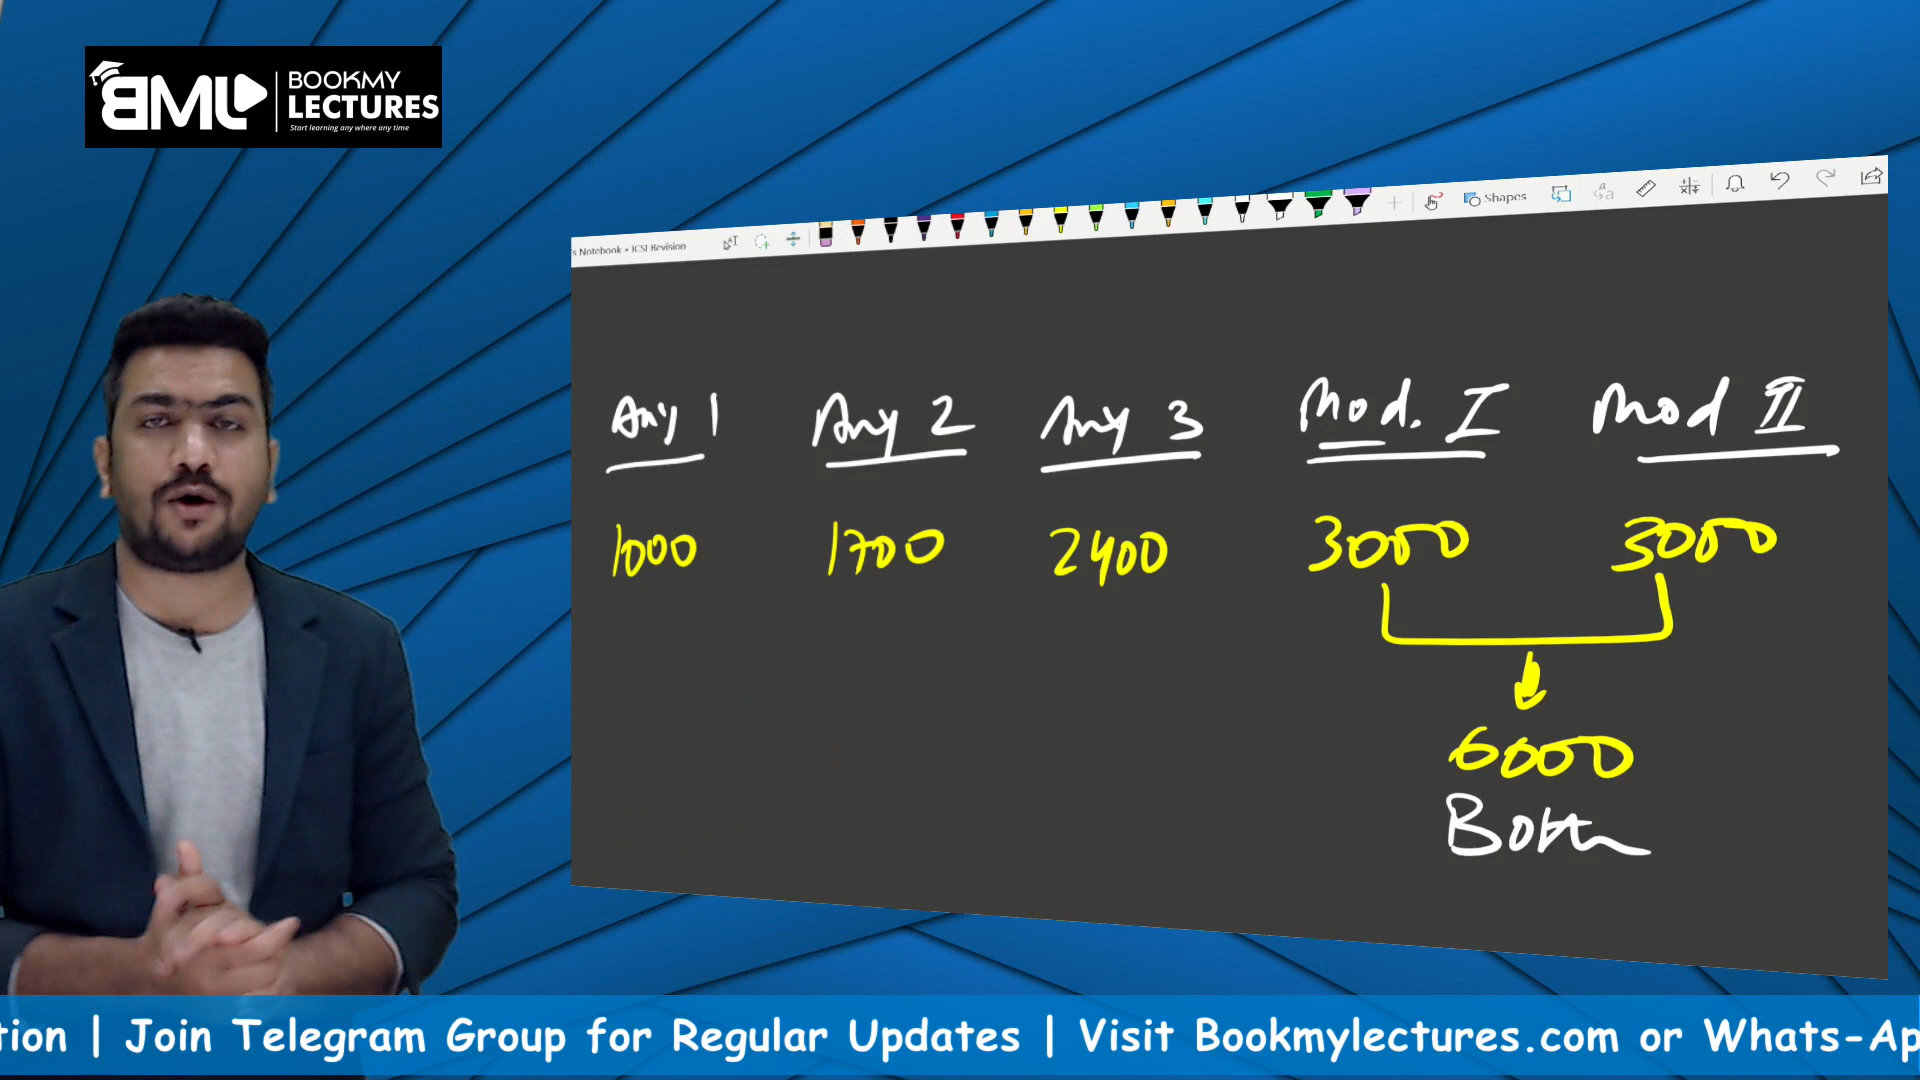 BML
BOOKMY
LECTURES
Start learning any where any time
s Notebook » ICSI Revision
Shapes
Any 1 Any 2 Any 3 Mod. I Mod II
1000 1700 2400 3000 3000
6000
Both
tion | Join Telegram Group for Regular Updates | Visit Bookmylectures.com or Whats-Ap